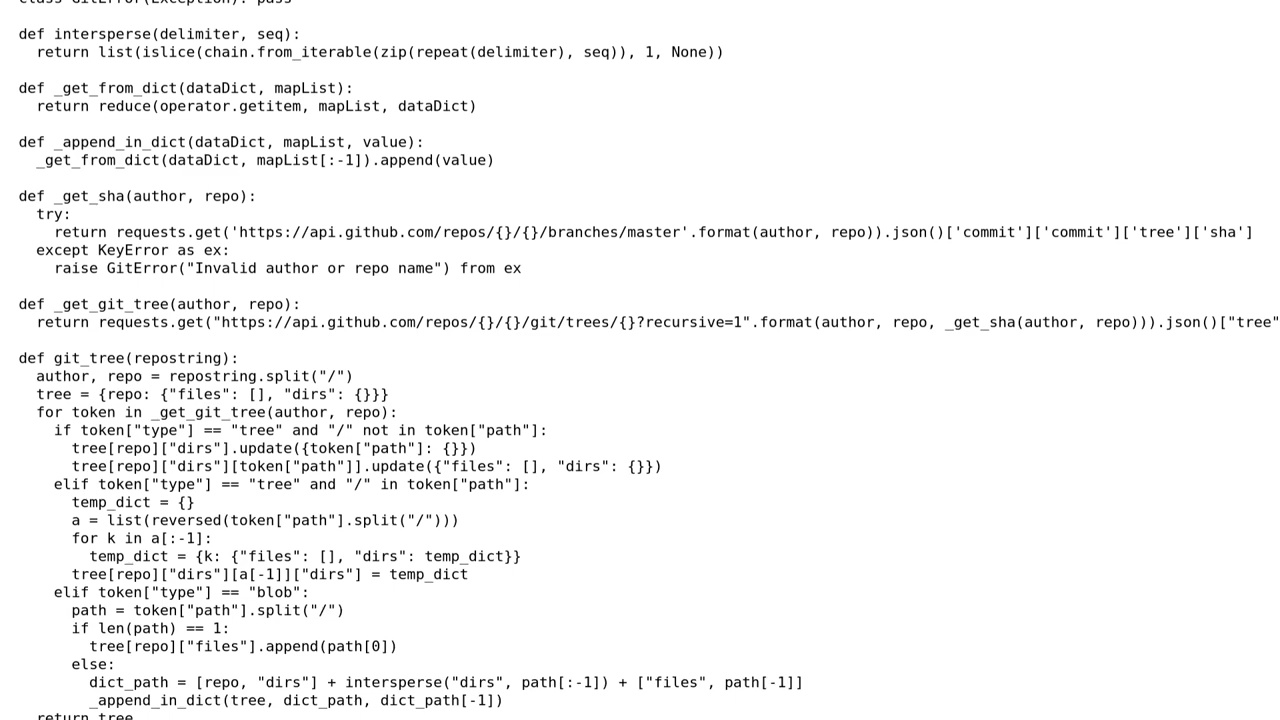 class GitError(Exception): pass
def intersperse(delimiter, seq):
  return list(islice(chain.from_iterable(zip(repeat(delimiter), seq)), 1, None))
def _get_from_dict(dataDict, mapList):
  return reduce(operator.getitem, mapList, dataDict)
def _append_in_dict(dataDict, mapList, value):
  _get_from_dict(dataDict, mapList[:-1]).append(value)
def _get_sha(author, repo):
  try:
    return requests.get('https://api.github.com/repos/{}/{}/branches/master'.format(author, repo)).json()['commit']['commit']['tree']['sha']
  except KeyError as ex:
    raise GitError("Invalid author or repo name") from ex
def _get_git_tree(author, repo):
  return requests.get("https://api.github.com/repos/{}/{}/git/trees/{}?recursive=1".format(author, repo, _get_sha(author, repo))).json()["tree"
def git_tree(repostring):
  author, repo = repostring.split("/")
  tree = {repo: {"files": [], "dirs": {}}}
  for token in _get_git_tree(author, repo):
    if token["type"] == "tree" and "/" not in token["path"]:
      tree[repo]["dirs"].update({token["path"]: {}})
      tree[repo]["dirs"][token["path"]].update({"files": [], "dirs": {}})
    elif token["type"] == "tree" and "/" in token["path"]:
      temp_dict = {}
      a = list(reversed(token["path"].split("/")))
      for k in a[:-1]:
        temp_dict = {k: {"files": [], "dirs": temp_dict}}
      tree[repo]["dirs"][a[-1]]["dirs"] = temp_dict
    elif token["type"] == "blob":
      path = token["path"].split("/")
      if len(path) == 1:
        tree[repo]["files"].append(path[0])
      else:
        dict_path = [repo, "dirs"] + intersperse("dirs", path[:-1]) + ["files", path[-1]]
        _append_in_dict(tree, dict_path, dict_path[-1])
  return tree